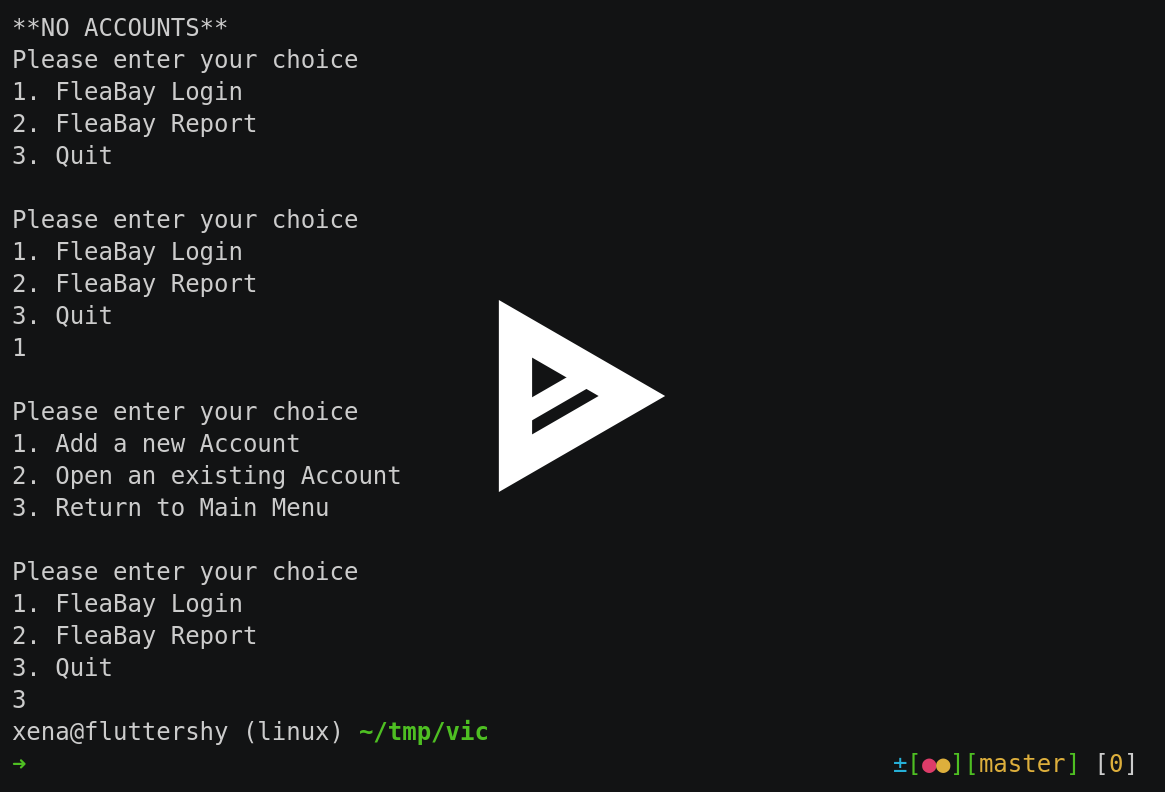 **NO ACCOUNTS**
Please enter your choice
1. FleaBay Login
2. FleaBay Report
3. Quit
Please enter your choice
1. FleaBay Login
2. FleaBay Report
3. Quit
1
Please enter your choice
1. Add a new Account
2. Open an existing Account
3. Return to Main Menu
Please enter your choice
1. FleaBay Login
2. FleaBay Report
3. Quit
3
xena@fluttershy (linux) ~/tmp/vic
➜ ±[●●][master] [0]